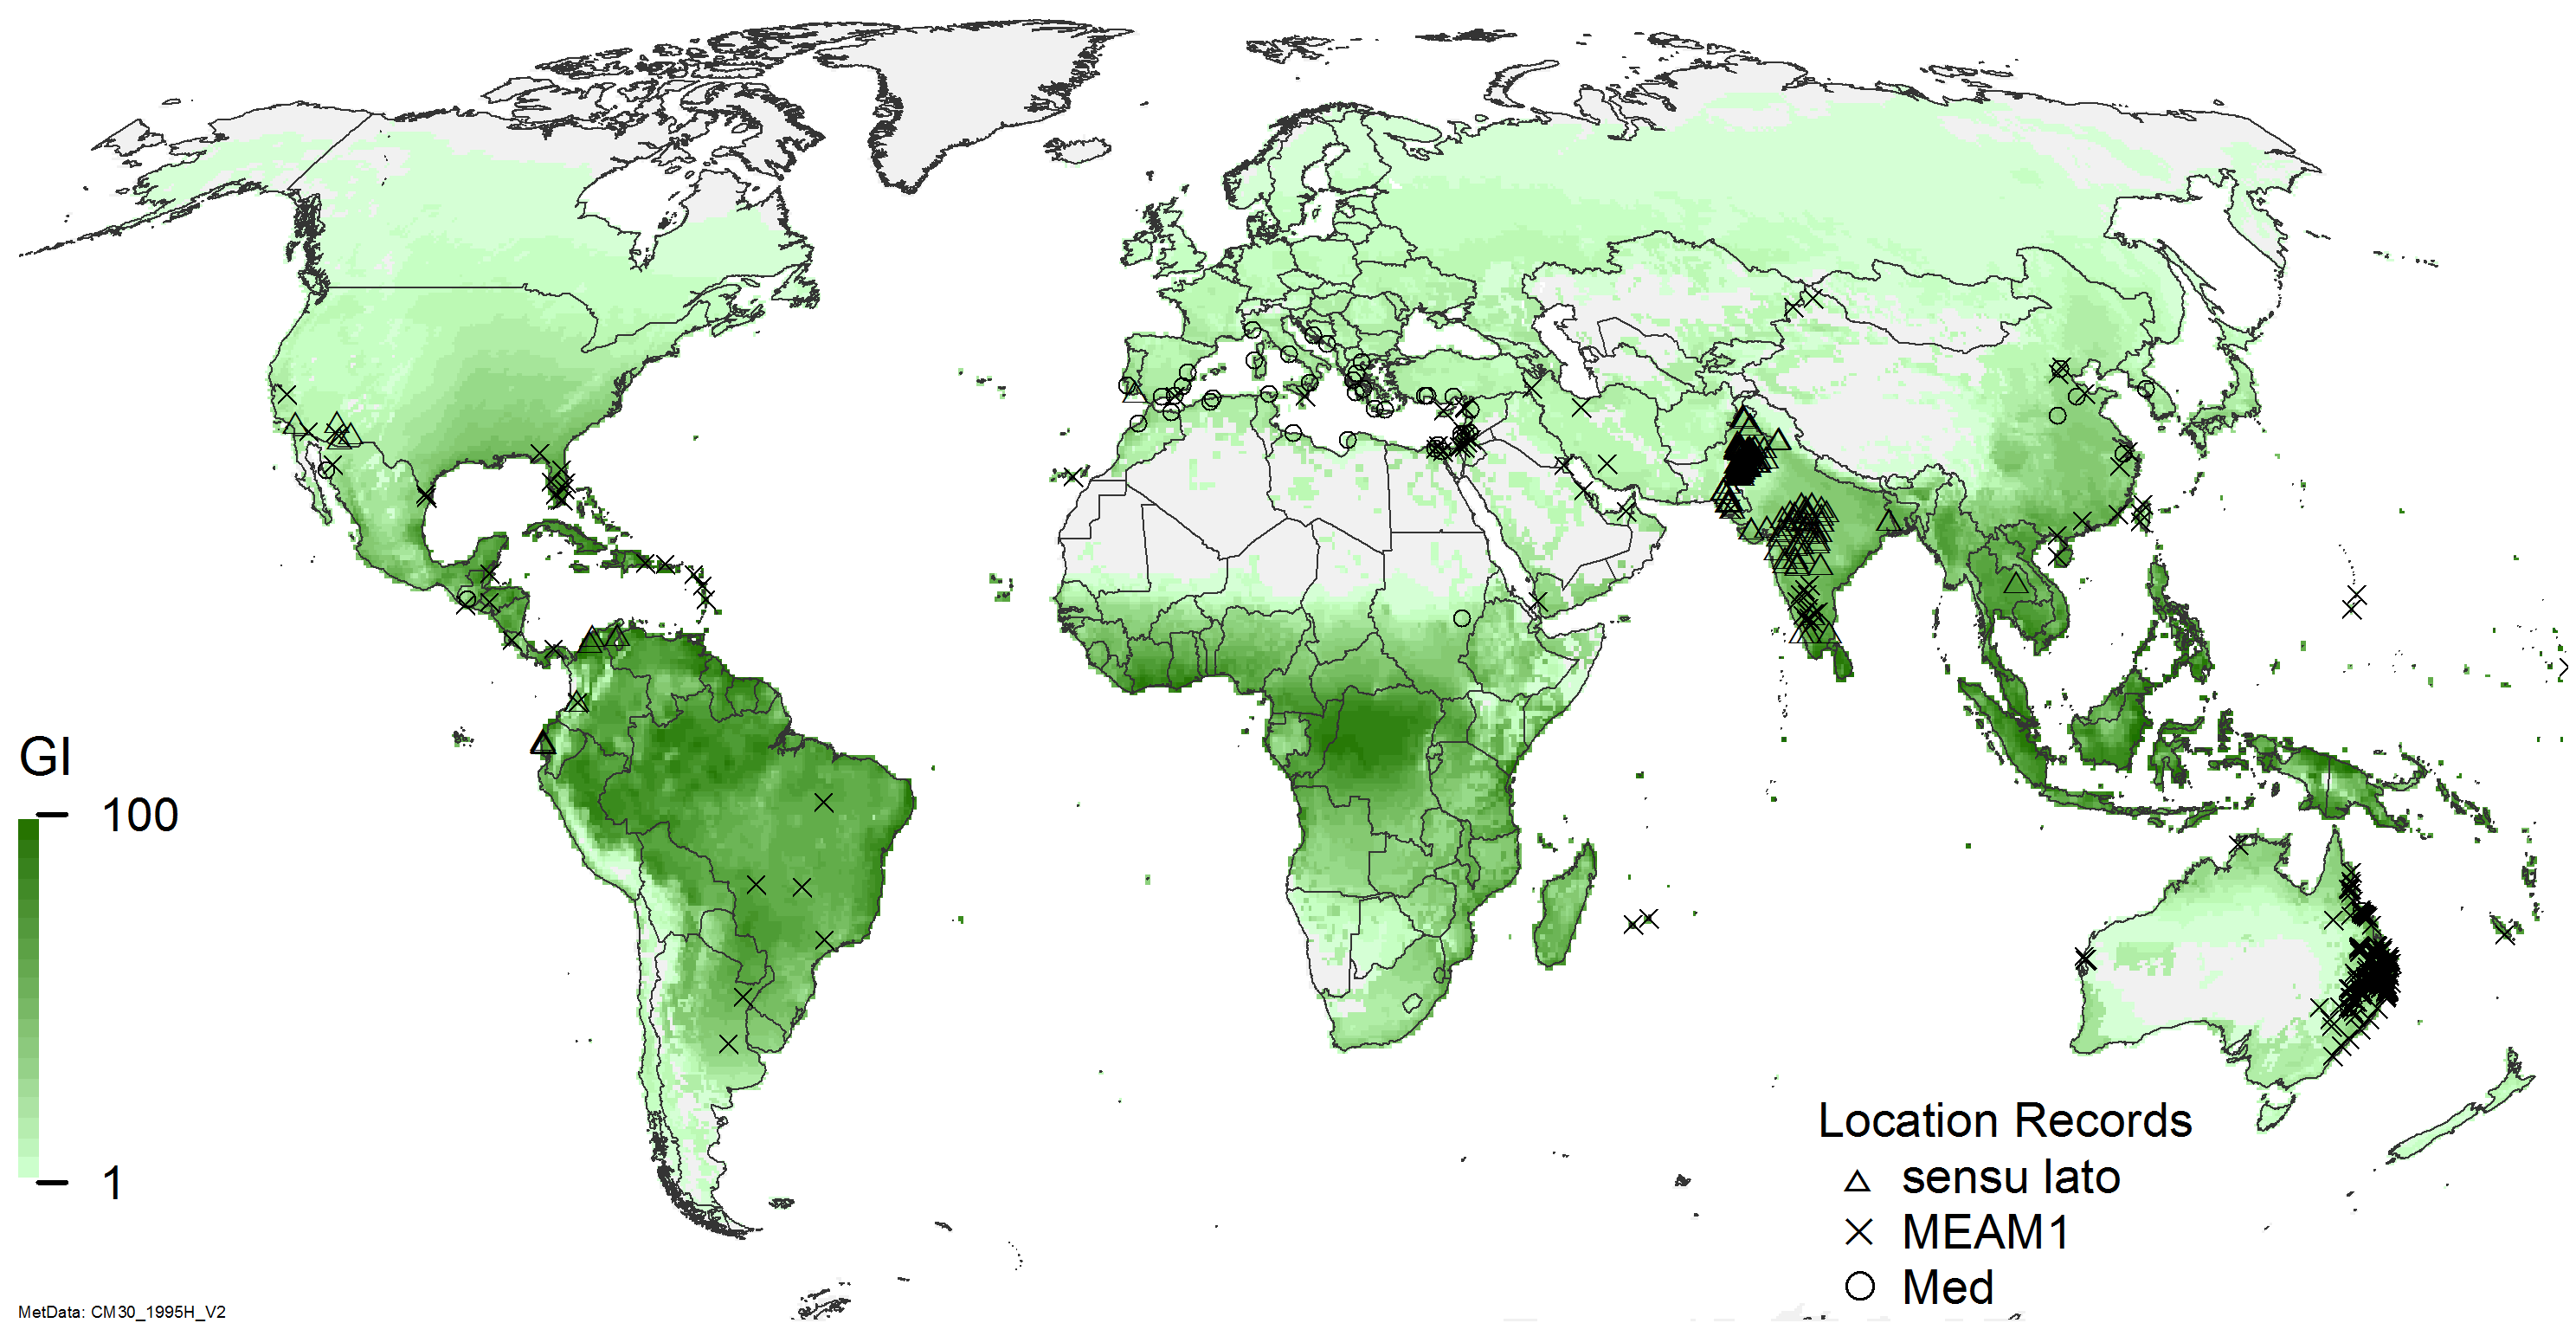 GI
100
1
Location Records
sensu lato
MEAM1
Med
MetData: CM30_1995H_V2